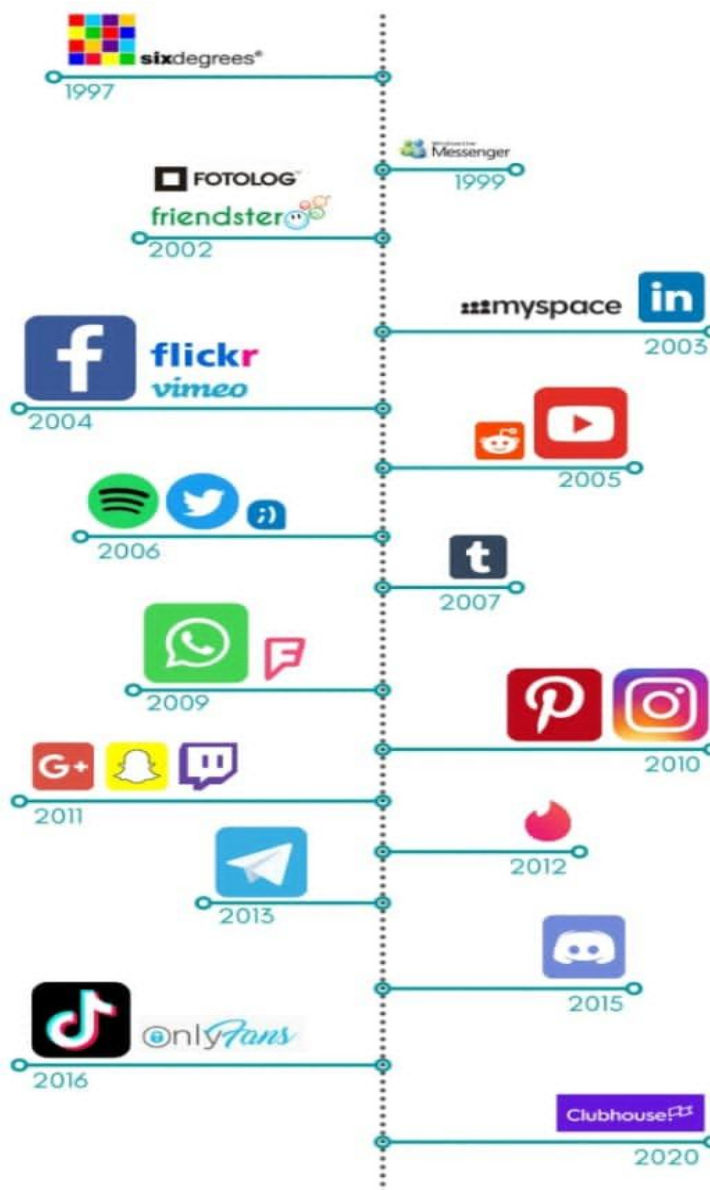 sixdegrees®
1997
Messenger
1999
FOTOLOG™
friendster
2002
myspace
in
2003
f
flickr
vimeo
2004
2005
;)
2006
t
2007
2009
2010
G+
2011
2012
2013
2015
OnlyFans
2016
Clubhouse!
2020